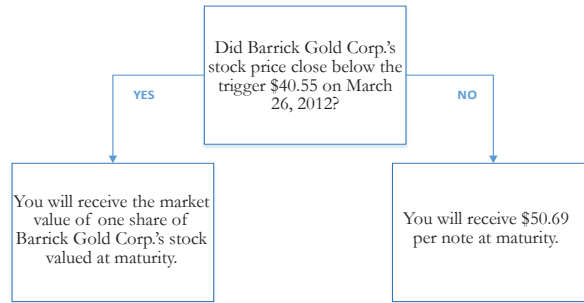 Did Barrick Gold Corp.'s
stock price close below the
trigger $40.55 on March
26, 2012?
YES
NO
You will receive the market
value of one share of
Barrick Gold Corp.'s stock
valued at maturity.
You will receive $50.69
per note at maturity.